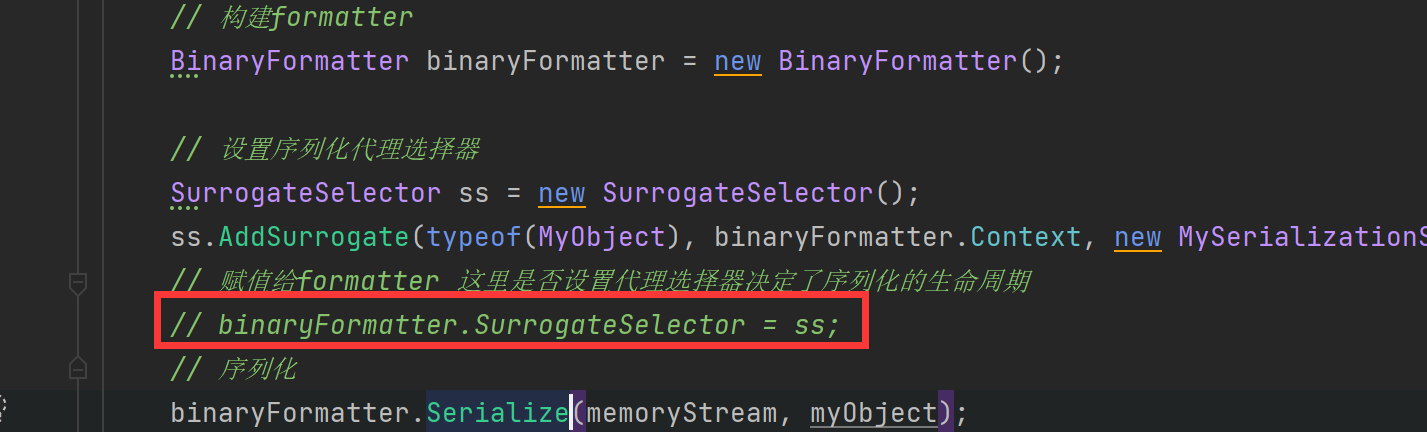 // 构建formatter
BinaryFormatter binaryFormatter = new BinaryFormatter();
// 设置序列化代理选择器
SurrogateSelector ss = new SurrogateSelector();
ss.AddSurrogate(typeof(MyObject), binaryFormatter.Context, new MySerializationS
// 赋值给formatter 这里是否设置代理选择器决定了序列化的生命周期
// binaryFormatter.SurrogateSelector = ss;
// 序列化
binaryFormatter.Serialize(memoryStream, myObject);